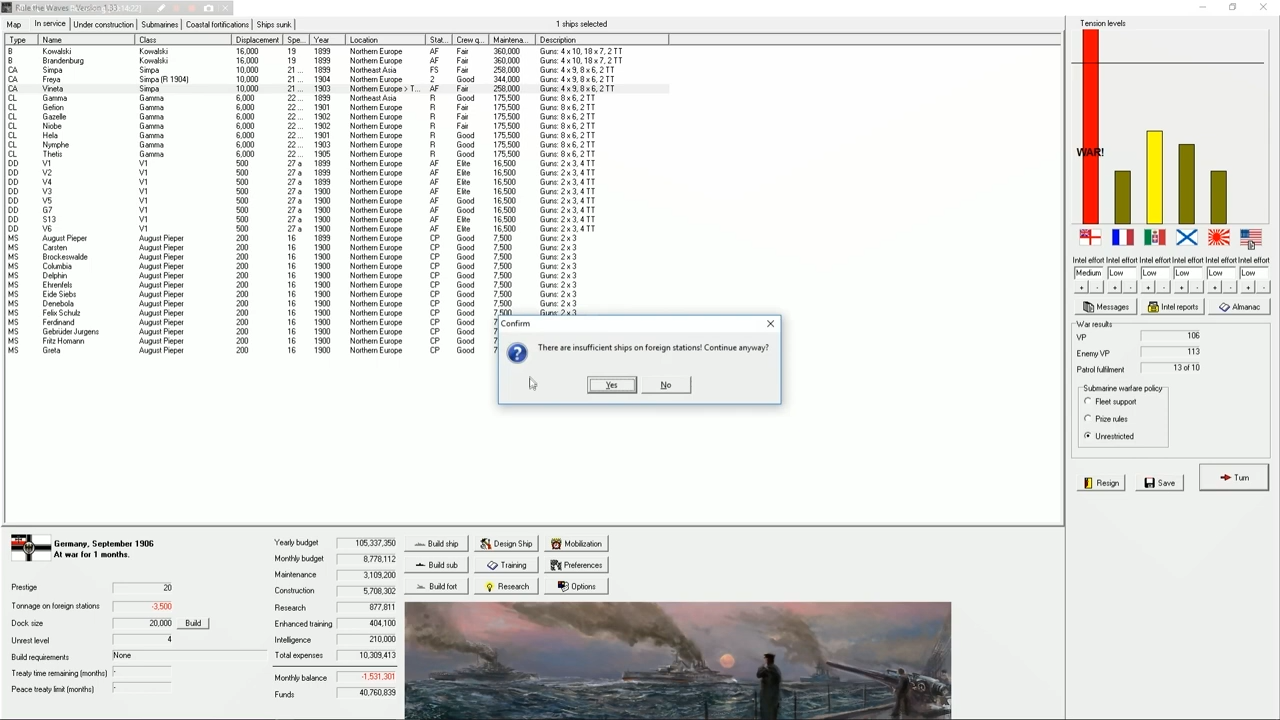 Rule the Waves - Version 1.33
Map In service Under construction Submarines Coastal fortifications Ships sunk 1 ships selected
Type Name Class Displacement Spe... Year Location Stat... Crew q... Maintena... Description
B Kowalski Kowalski 16,000 19 1899 Northern Europe AF Fair 360,000 Guns: 4 x 10, 18 x 7, 2 TT
B Brandenburg Kowalski 16,000 19 1899 Northern Europe AF Fair 360,000 Guns: 4 x 10, 18 x 7, 2 TT
CA Simpa Simpa 10,000 21 ... 1899 Northeast Asia FS Fair 258,000 Guns: 4 x 9, 8 x 6, 2 TT
CA Freya Simpa (R 1904) 10,000 21 ... 1904 Northern Europe 2 Good 344,000 Guns: 4 x 9, 8 x 6, 2 TT
CA Vineta Simpa 10,000 21 ... 1903 Northern Europe > T... AF Fair 258,000 Guns: 4 x 9, 8 x 6, 2 TT
CL Gamma Gamma 6,000 22 ... 1899 Northeast Asia R Good 175,500 Guns: 8 x 6, 2 TT
CL Gefion Gamma 6,000 22 ... 1901 Northern Europe R Fair 175,500 Guns: 8 x 6, 2 TT
CL Gazelle Gamma 6,000 22 ... 1902 Northern Europe R Fair 175,500 Guns: 8 x 6, 2 TT
CL Niobe Gamma 6,000 22 ... 1902 Northern Europe R Fair 175,500 Guns: 8 x 6, 2 TT
CL Hela Gamma 6,000 22 ... 1901 Northern Europe R Good 175,500 Guns: 8 x 6, 2 TT
CL Nymphe Gamma 6,000 22 ... 1903 Northern Europe R Good 175,500 Guns: 8 x 6, 2 TT
CL Thetis Gamma 6,000 22 ... 1905 Northern Europe R Good 175,500 Guns: 8 x 6, 2 TT
DD V1 V1 500 27 a 1899 Northern Europe AF Elite 16,500 Guns: 2 x 3, 4 TT
DD V2 V1 500 27 a 1899 Northern Europe AF Elite 16,500 Guns: 2 x 3, 4 TT
DD V4 V1 500 27 a 1899 Northern Europe AF Elite 16,500 Guns: 2 x 3, 4 TT
DD V3 V1 500 27 a 1900 Northern Europe AF Elite 16,500 Guns: 2 x 3, 4 TT
DD V5 V1 500 27 a 1900 Northern Europe AF Good 16,500 Guns: 2 x 3, 4 TT
DD G7 V1 500 27 a 1900 Northern Europe AF Good 16,500 Guns: 2 x 3, 4 TT
DD S13 V1 500 27 a 1900 Northern Europe AF Elite 16,500 Guns: 2 x 3, 4 TT
DD V6 V1 500 27 a 1900 Northern Europe AF Elite 16,500 Guns: 2 x 3, 4 TT
MS August Pieper August Pieper 200 16 1899 Northern Europe CP Good 7,500 Guns: 2 x 3
MS Carsten August Pieper 200 16 1900 Northern Europe CP Good 7,500 Guns: 2 x 3
MS Brockeswalde August Pieper 200 16 1900 Northern Europe CP Good 7,500 Guns: 2 x 3
MS Columbia August Pieper 200 16 1900 Northern Europe CP Good 7,500 Guns: 2 x 3
MS Delphin August Pieper 200 16 1900 Northern Europe CP Good 7,500 Guns: 2 x 3
MS Ehrenfels August Pieper 200 16 1900 Northern Europe CP Good 7,500 Guns: 2 x 3
MS Eide Siebs August Pieper 200 16 1900 Northern Europe CP Good 7,500 Guns: 2 x 3
MS Denebola August Pieper 200 16 1900 Northern Europe CP Good 7,500 Guns: 2 x 3
MS Felix Schulz August Pieper 200 16 1900 Northern Europe CP Good 7,500 Guns: 2 x 3
MS Ferdinand August Pieper 200 16 1900 Northern Europe CP Good
MS Gebrüder Jurgens August Pieper 200 16 1900 Northern Europe CP Good
MS Fritz Homann August Pieper 200 16 1900 Northern Europe CP Good
MS Greta August Pieper 200 16 1900 Northern Europe CP Good
Confirm
There are insufficient ships on foreign stations! Continue anyway?
Yes No
Tension levels
WAR!
Intel effort Intel effort Intel effort Intel effort Intel effort Intel effort
Medium Low Low Low Low Low
+ - + - + - + - + - + -
Messages Intel reports Almanac
War results
VP 106
Enemy VP 113
Patrol fulfilment 13 of 10
Submarine warfare policy
Fleet support
Prize rules
Unrestricted
Resign Save Turn
Germany, September 1906
At war for 1 months.
Prestige 20
Tonnage on foreign stations -3,500
Dock size 20,000 Build
Unrest level 4
Build requirements None
Treaty time remaining (months) -
Peace treaty limit (months) -
Yearly budget 105,337,350
Monthly budget 8,778,112
Maintenance 3,109,200
Construction 5,708,302
Research 877,811
Enhanced training 404,100
Intelligence 210,000
Total expenses 10,309,413
Monthly balance -1,531,301
Funds 40,760,839
Build ship Design Ship Mobilization
Build sub Training Preferences
Build fort Research Options